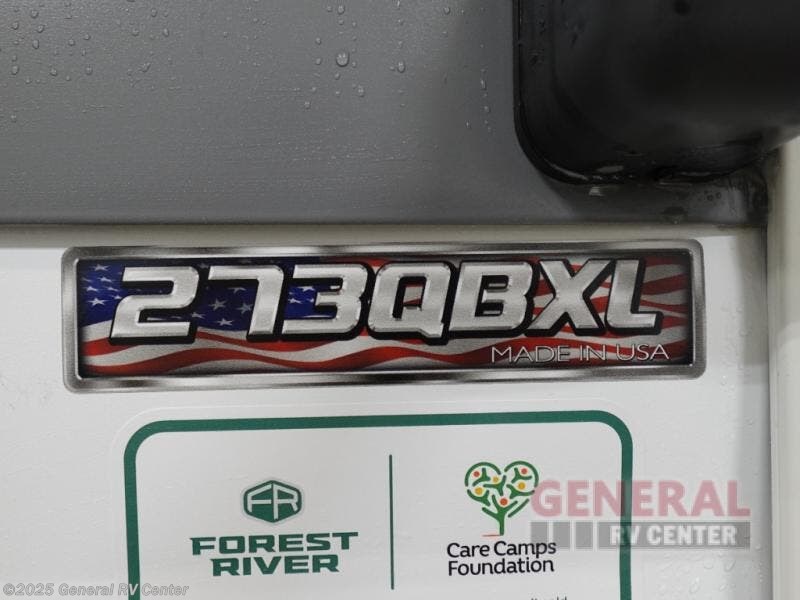 273QBXL
MADE IN USA
FR
FOREST
RIVER
Care Camps
Foundation
GENERAL
RV CENTER
©2025 General RV Center